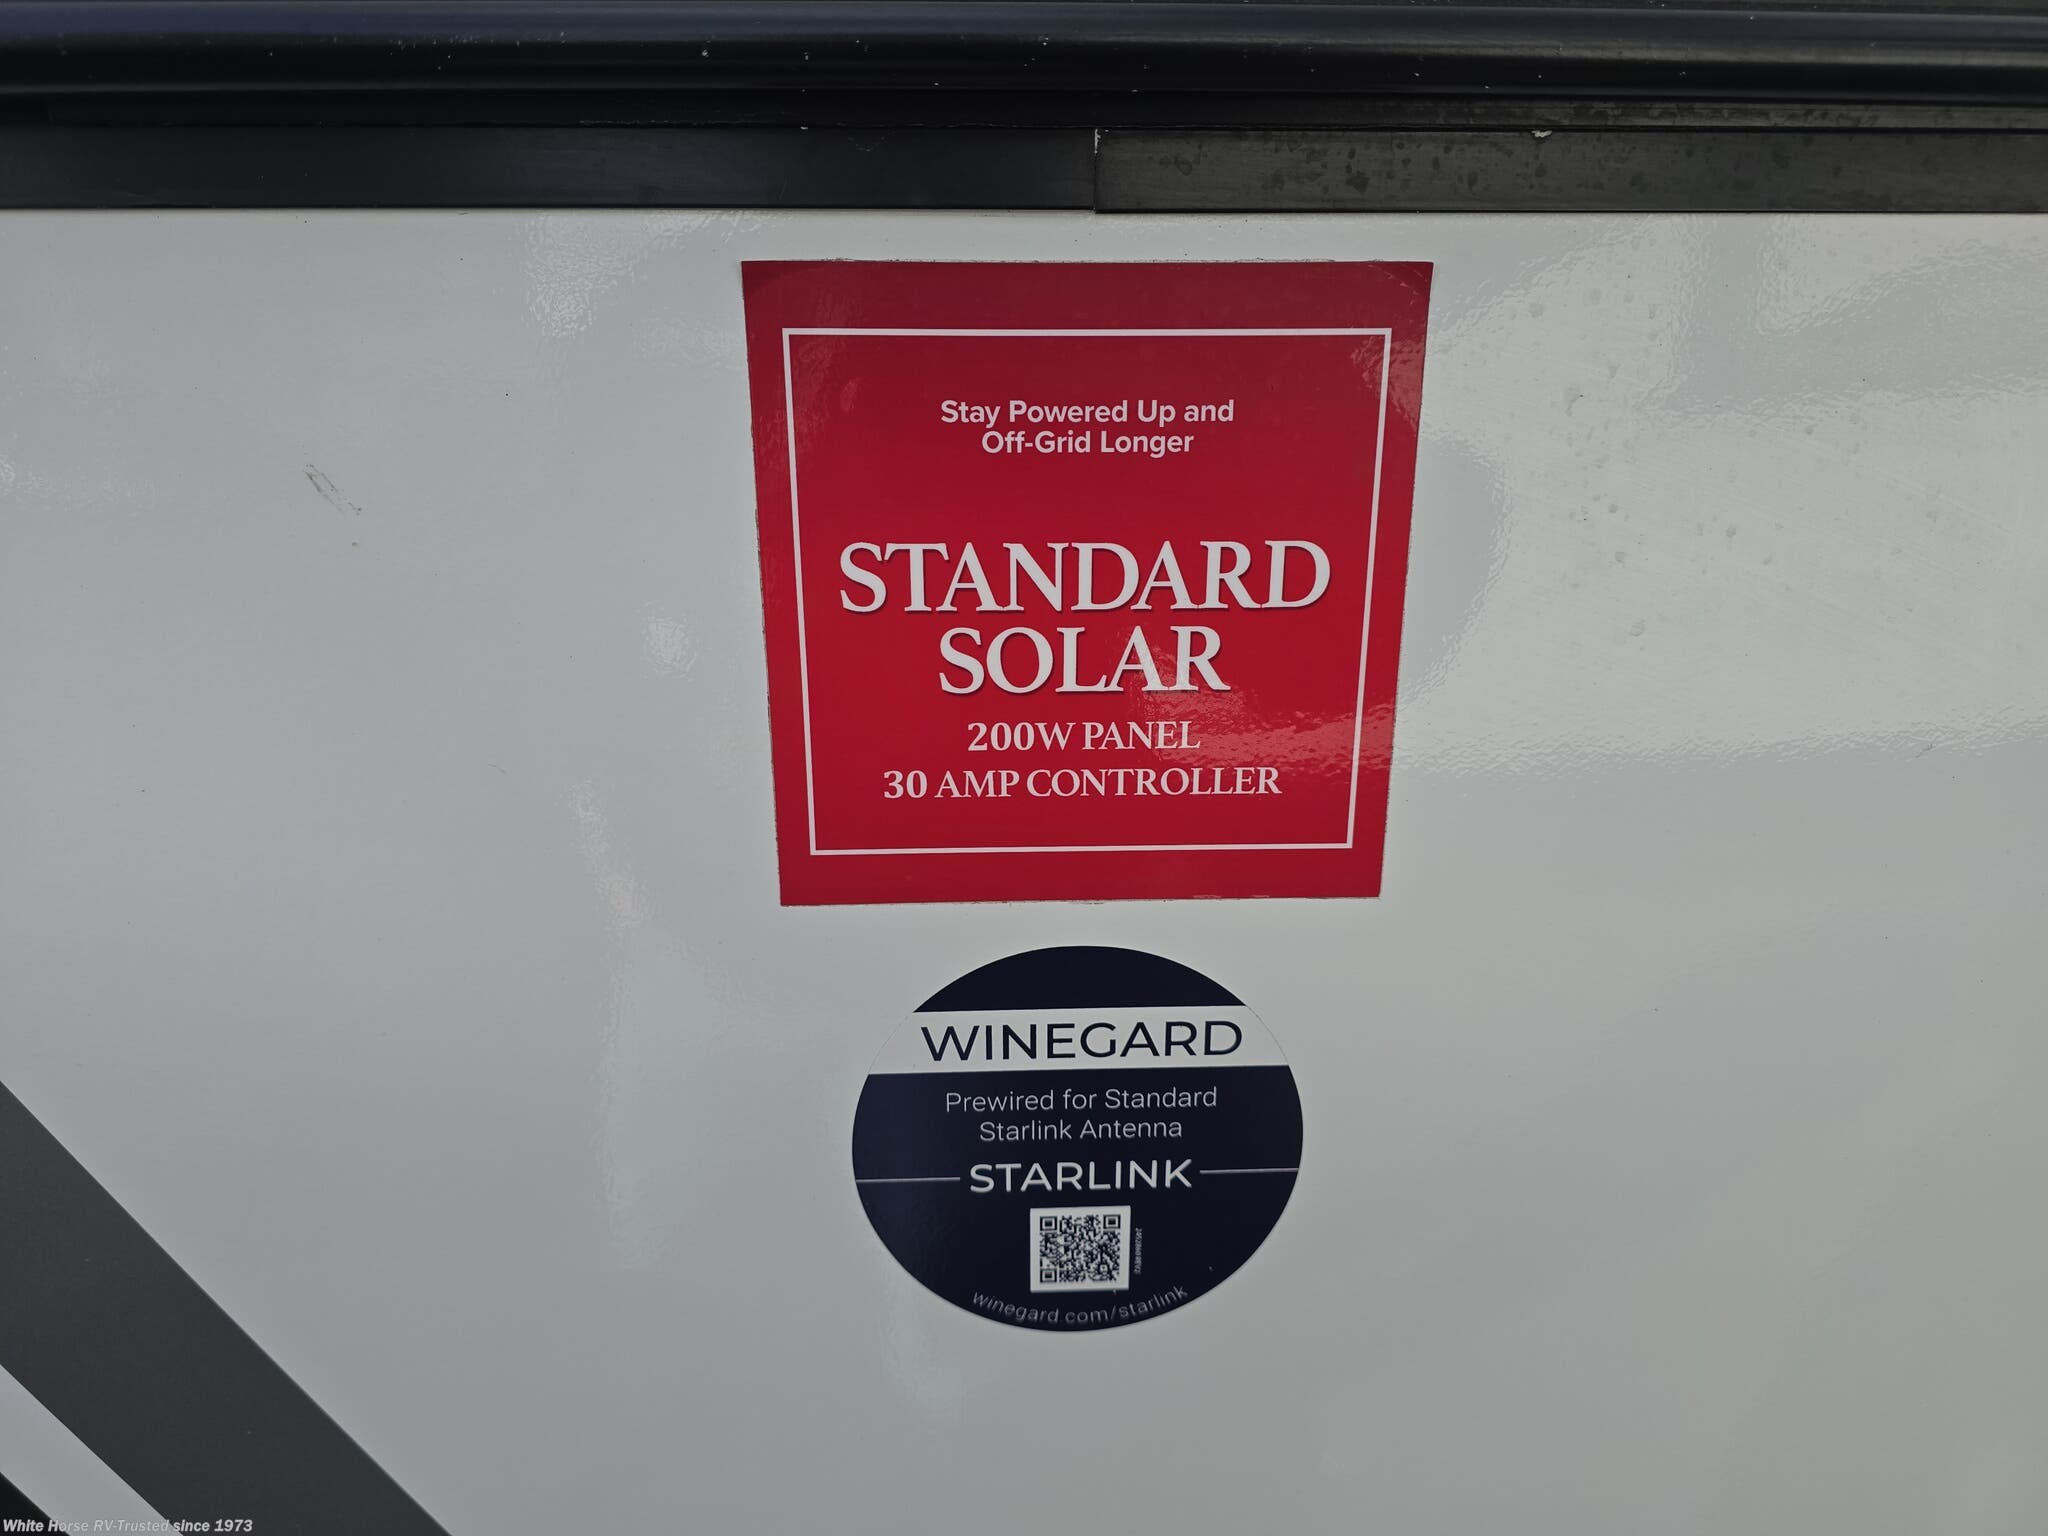 Stay Powered Up and
Off-Grid Longer
STANDARD
SOLAR
200W PANEL
30 AMP CONTROLLER
WINEGARD
Prewired for Standard
Starlink Antenna
STARLINK
winegard.com/starlink
White Horse RV-Trusted since 1973